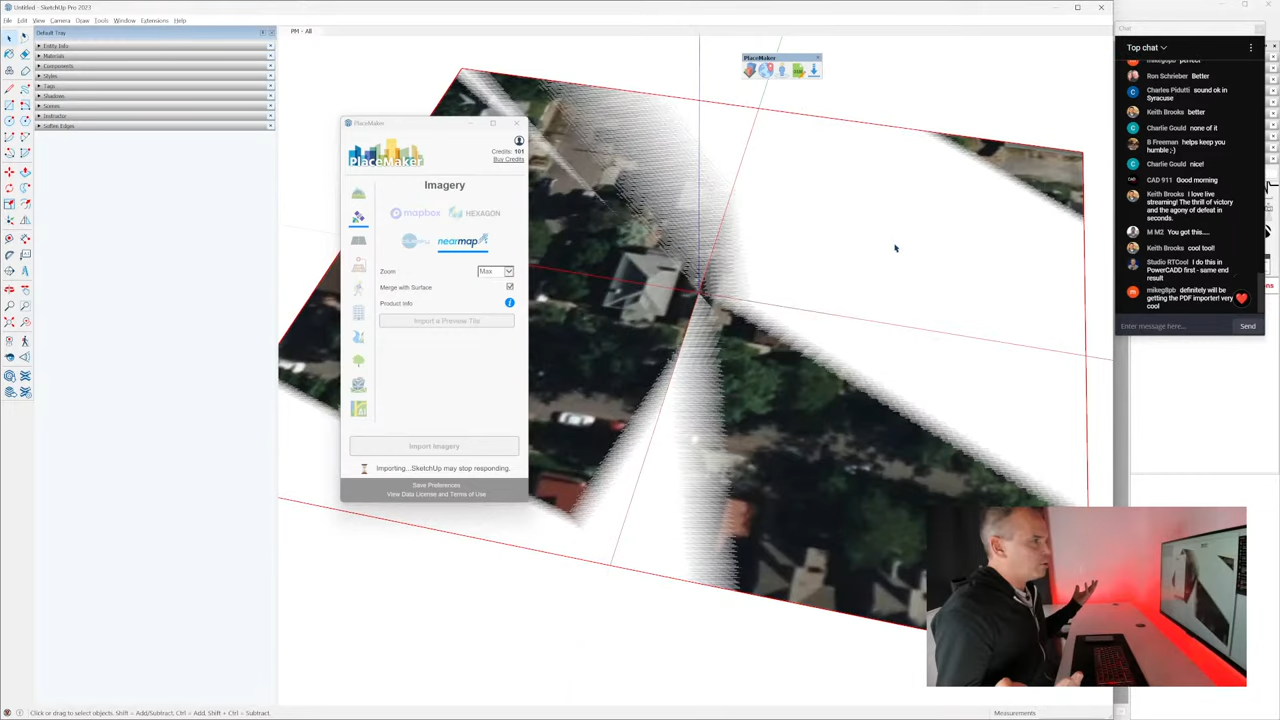 Untitled - SketchUp Pro 2023
File Edit View Camera Draw Tools Window Extensions Help
Default Tray
Entity Info
Materials
Components
Styles
Tags
Shadows
Scenes
Instructor
Soften Edges
PM - All
PlaceMaker
PlaceMaker
PlaceMaker
Credits: 101
Buy Credits
Imagery
mapbox
HEXAGON
nearmap
Zoom
Max
Merge with Surface
Product Info
Import a Preview Tile
Import Imagery
Importing...SketchUp may stop responding.
Save Preferences
View Data License and Terms of Use
Chat
Top chat
mikeg8pb perfect
Ron Schrieber Better
Charles Pidutti sound ok in
Syracuse
Keith Brooks better
Charlie Gould none of it
B Freeman helps keep you
humble ;-)
Charlie Gould nice!
CAD 911 Good morning
Keith Brooks I love live
streaming! The thrill of victory
and the agony of defeat in
seconds.
M M2 You got this.....
Keith Brooks cool tool!
Studio RTCool I do this in
PowerCADD first - same end
result
mikeg8pb definitely will be
getting the PDF importer! very
cool
Enter message here...
Send
Click or drag to select objects. Shift = Add/Subtract. Ctrl = Add. Shift + Ctrl = Subtract.
Measurements